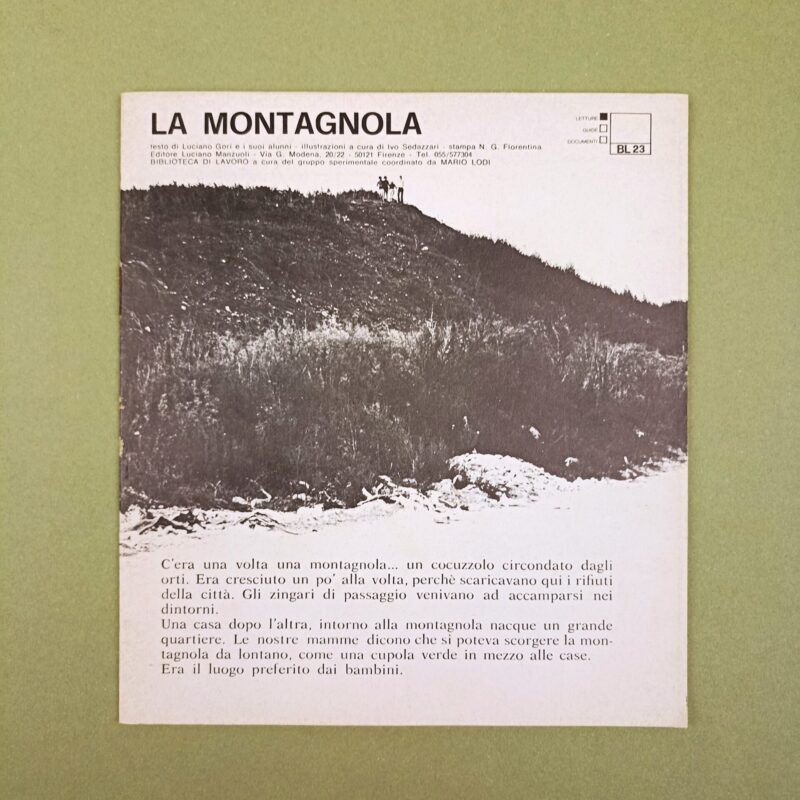 LA MONTAGNOLA
testo di Luciano Gori e i suoi alunni - illustrazioni a cura di Ivo Sedazzari - stampa N. G. Fiorentina
Editore Luciano Manzuoli - Via G. Modena, 20/22 - 50121 Firenze - Tel. 055/577304
BIBLIOTECA DI LAVORO a cura del gruppo sperimentale coordinato da MARIO LODI
LETTURE
GUIDE
DOCUMENTI
BL 23
C'era una volta una montagnola... un cocuzzolo circondato dagli
orti. Era cresciuto un po' alla volta, perchè scaricavano qui i rifiuti
della città. Gli zingari di passaggio venivano ad accamparsi nei
dintorni.
Una casa dopo l'altra, intorno alla montagnola nacque un grande
quartiere. Le nostre mamme dicono che si poteva scorgere la mon-
tagnola da lontano, come una cupola verde in mezzo alle case.
Era il luogo preferito dai bambini.